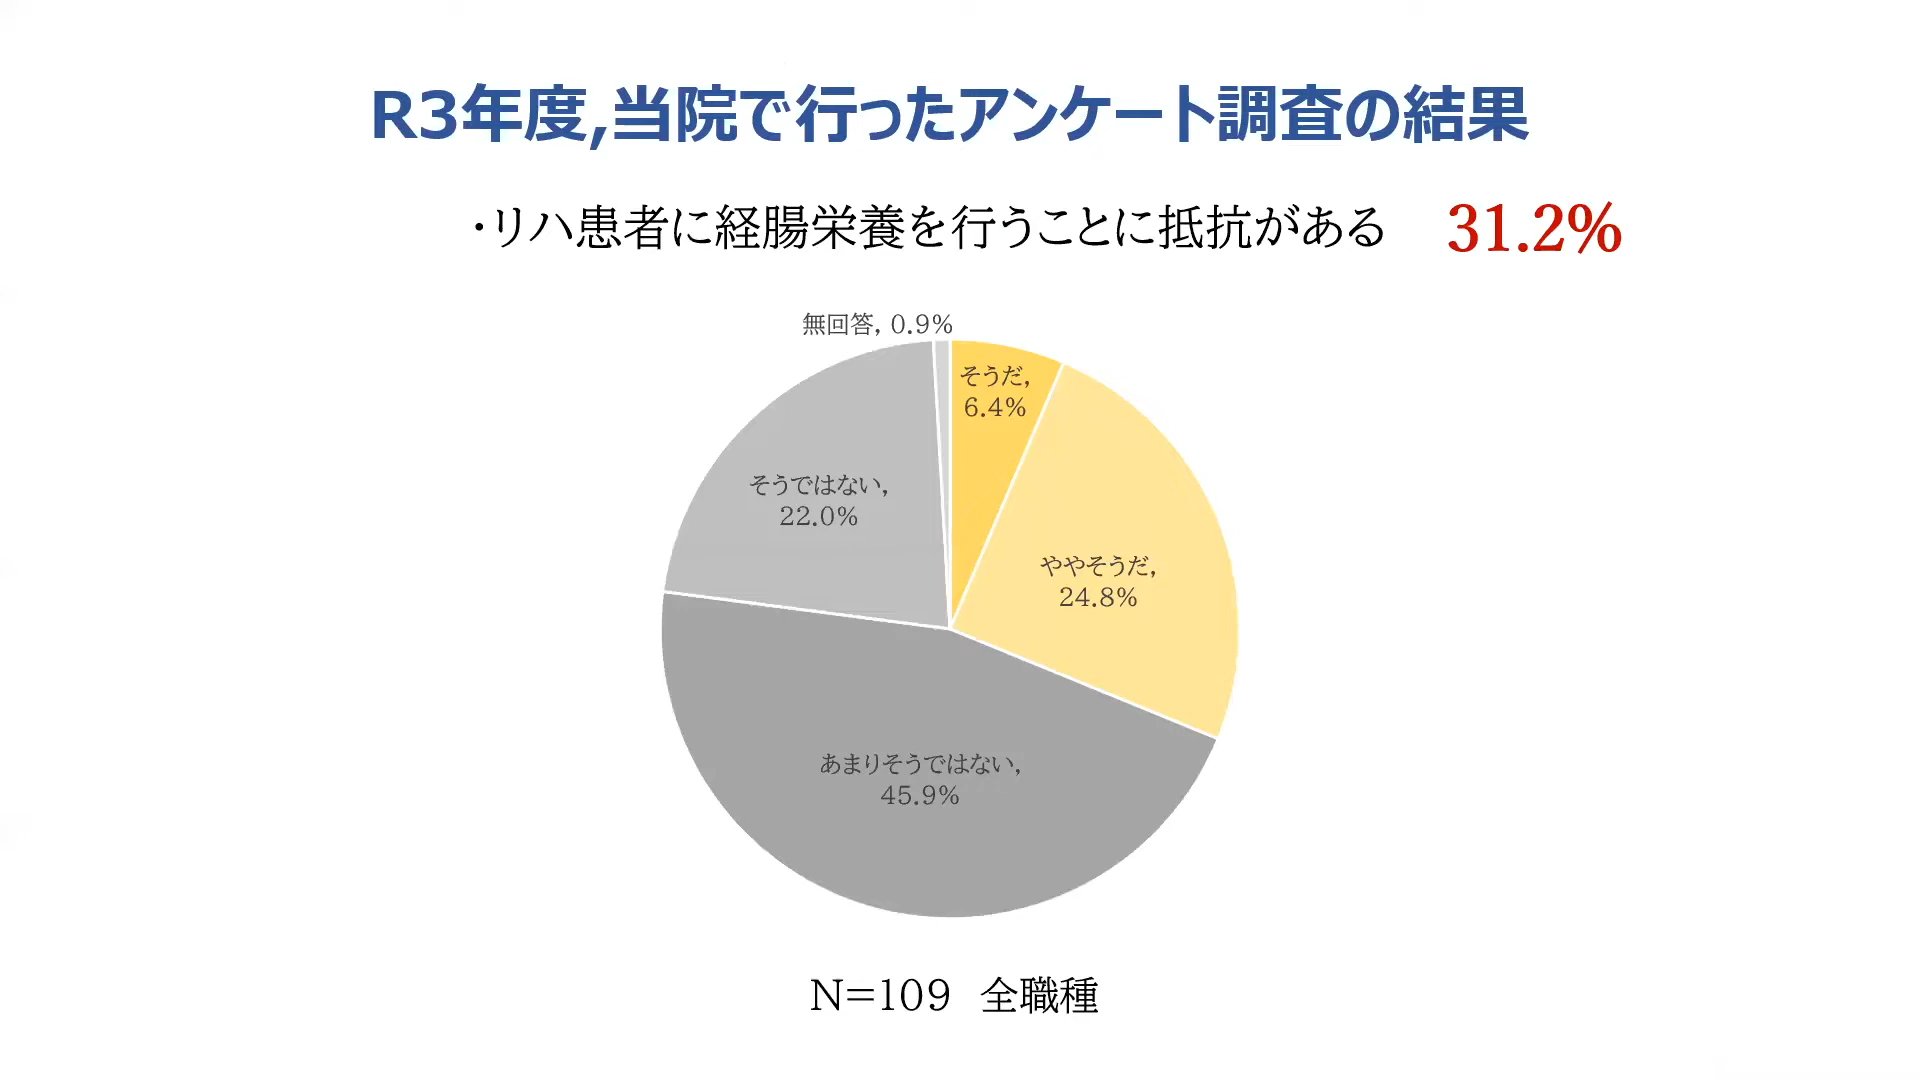 R3年度,当院で行ったアンケート調査の結果
・リハ患者に経腸栄養を行うことに抵抗がある 31.2%
無回答, 0.9%
そうだ,
6.4%
そうではない,
22.0%
ややそうだ,
24.8%
あまりそうではない,
45.9%
N=109 全職種